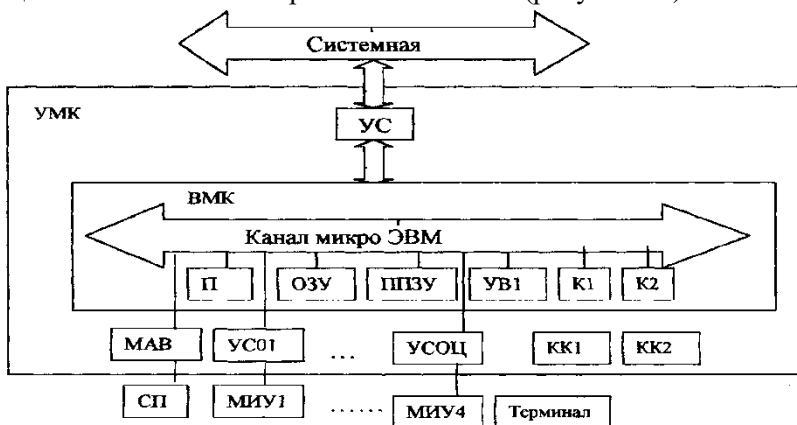 Системная
УМК
УС
ВМК
Канал микро ЭВМ
П ОЗУ ППЗУ УВ1 К1 К2
МАВ УС01 ... УСОЦ КК1 КК2
СП МИУ1 ...... МИУ4 Терминал